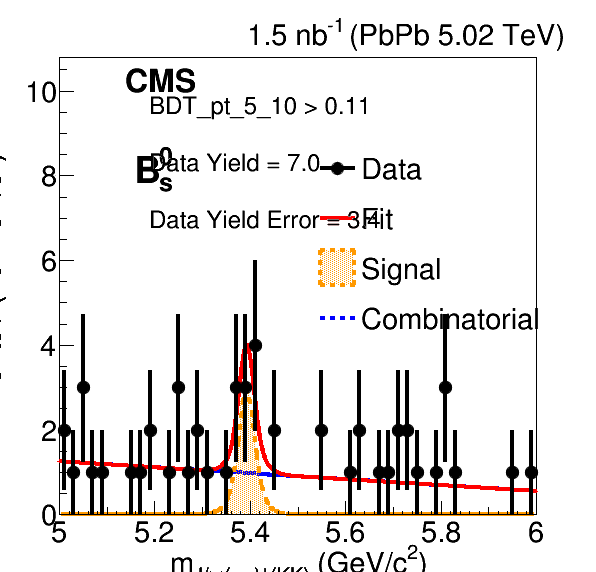 1.5 nb⁻¹ (PbPb 5.02 TeV)
CMS
BDT_pt_5_10 > 0.11
B⁰ₛ
Data Yield = 7.0
Data
Data Yield Error = 3.4
Fit
Signal
Combinatorial
10
8
6
4
2
0
5 5.2 5.4 5.6 5.8 6
m (GeV/c²)